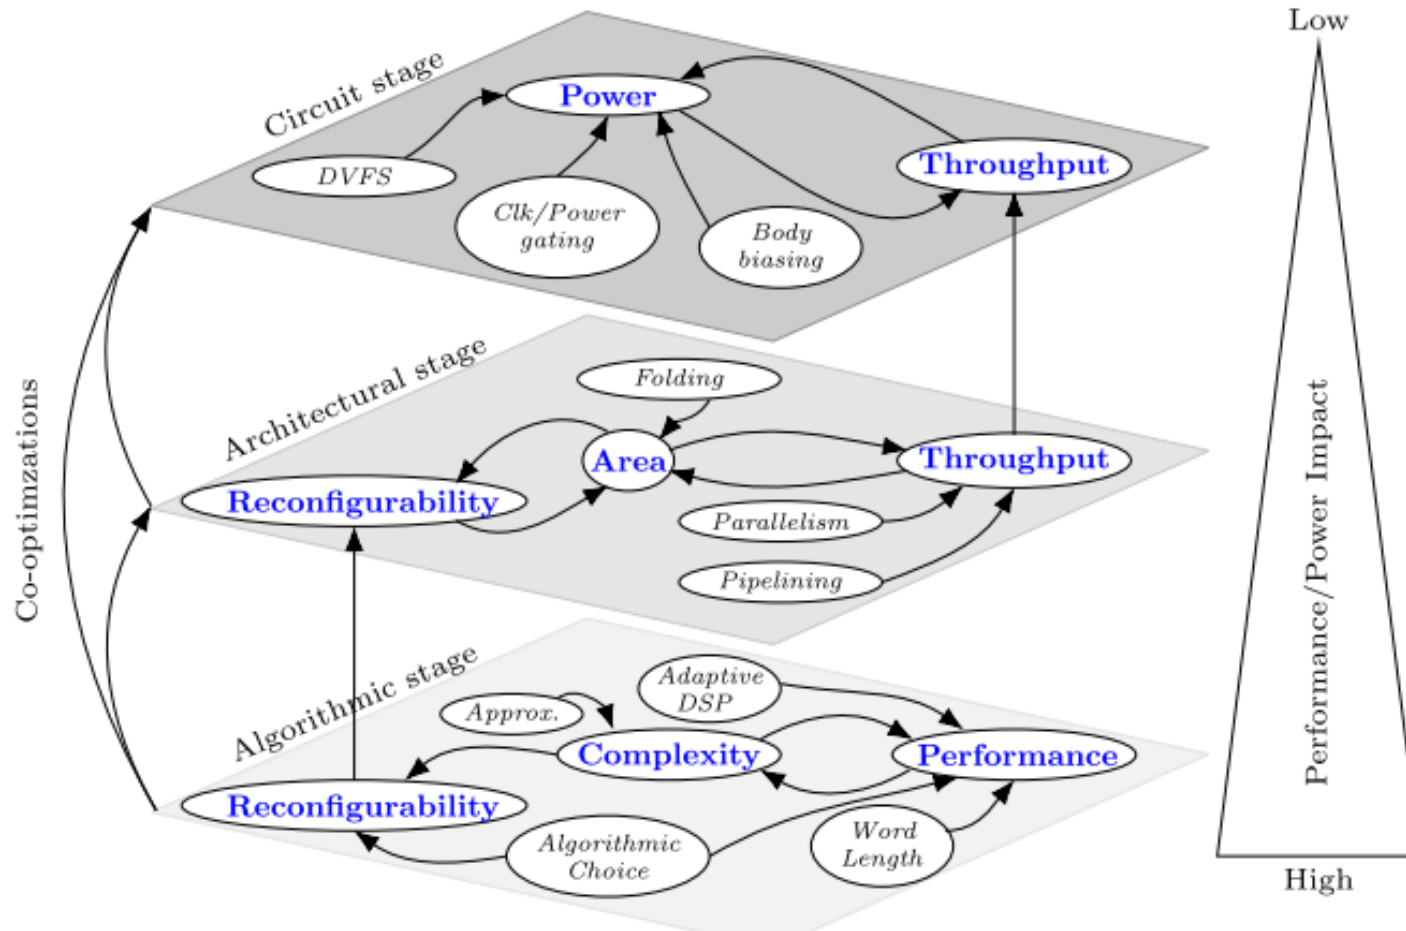 Low
Circuit stage
Power
Throughput
DVFS
Clk/Power
gating
Body
biasing
Architectural stage
Folding
Area
Throughput
Reconfigurability
Parallelism
Pipelining
Co-optimzations
Performance/Power Impact
Algorithmic stage
Adaptive
DSP
Approx.
Complexity
Performance
Reconfigurability
Algorithmic
Choice
Word
Length
High